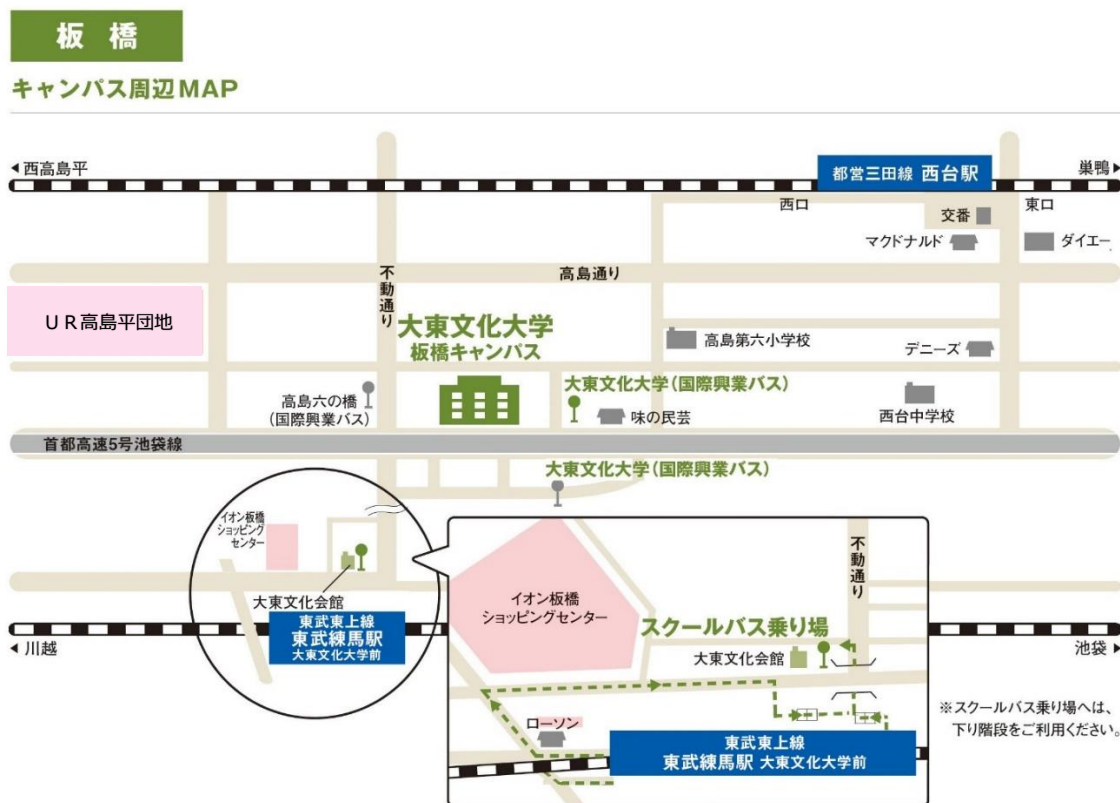 板橋
キャンパス周辺MAP
西高島平
都営三田線 西台駅
巣鴨
西口
交番
東口
マクドナルド
ダイエー
不動通り
高島通り
UR高島平団地
大東文化大学
板橋キャンパス
高島第六小学校
デニーズ
高島六の橋
(国際興業バス)
大東文化大学(国際興業バス)
味の民芸
西台中学校
首都高速5号池袋線
大東文化大学(国際興業バス)
イオン板橋
ショッピング
センター
大東文化会館
東武東上線
東武練馬駅
大東文化大学前
川越
不動通り
イオン板橋
ショッピングセンター
スクールバス乗り場
大東文化会館
ローソン
東武東上線
東武練馬駅 大東文化大学前
池袋
※スクールバス乗り場へは、
下り階段をご利用ください。